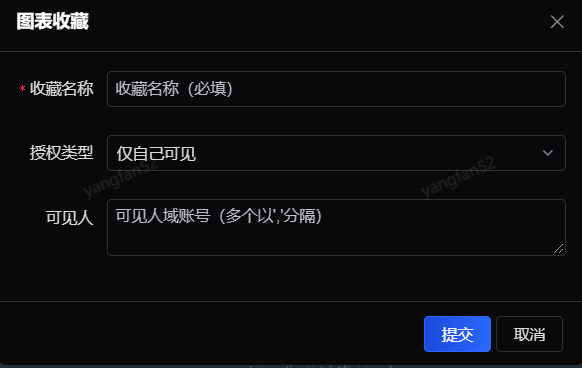 图表收藏
* 收藏名称 收藏名称（必填）
授权类型 仅自己可见
yangfan52 yangfan52
可见人 可见人域账号（多个以','分隔）
提交 取消